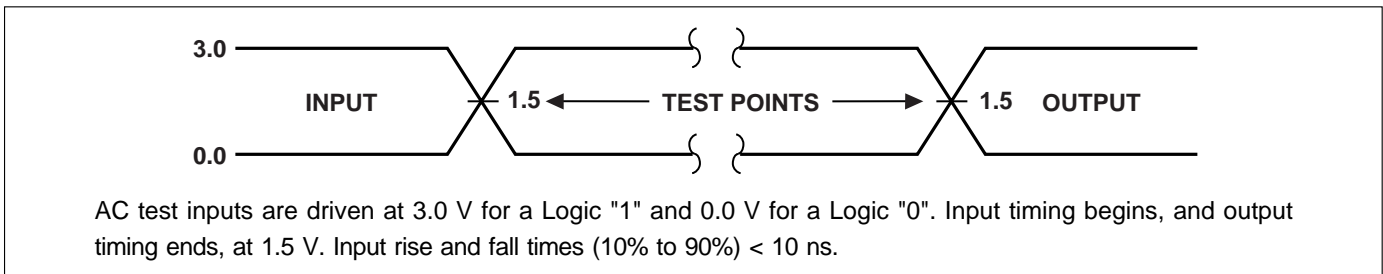 3.0
INPUT 1.5 TEST POINTS 1.5 OUTPUT
0.0
AC test inputs are driven at 3.0 V for a Logic "1" and 0.0 V for a Logic "0". Input timing begins, and output
timing ends, at 1.5 V. Input rise and fall times (10% to 90%) < 10 ns.